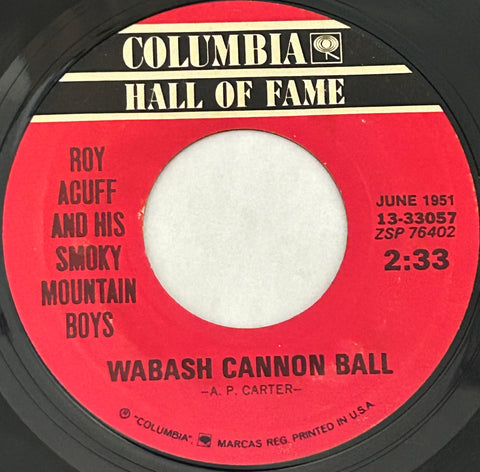 COLUMBIA
HALL OF FAME
ROY
ACUFF
AND HIS
SMOKY
MOUNTAIN
BOYS
JUNE 1951
13-33057
ZSP 76402
2:33
WABASH CANNON BALL
—A. P. CARTER—
℗ "COLUMBIA", MARCAS REG. PRINTED IN U.S.A.